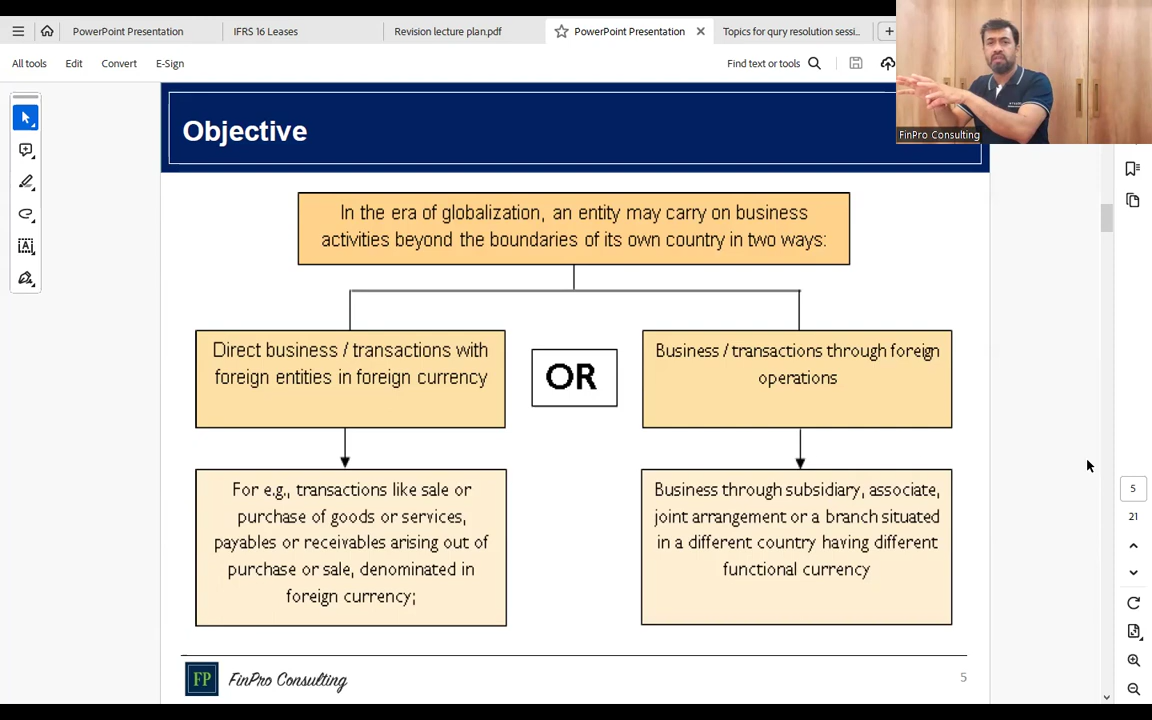 PowerPoint Presentation
IFRS 16 Leases
Revision lecture plan.pdf
PowerPoint Presentation
Topics for qury resolution sessi...
All tools
Edit
Convert
E-Sign
Find text or tools
FinPro Consulting
Objective
In the era of globalization, an entity may carry on business
activities beyond the boundaries of its own country in two ways:
Direct business / transactions with
foreign entities in foreign currency
OR
Business / transactions through foreign
operations
For e.g., transactions like sale or
purchase of goods or services,
payables or receivables arising out of
purchase or sale, denominated in
foreign currency;
Business through subsidiary, associate,
joint arrangement or a branch situated
in a different country having different
functional currency
5
21
FP
FinPro Consulting
5